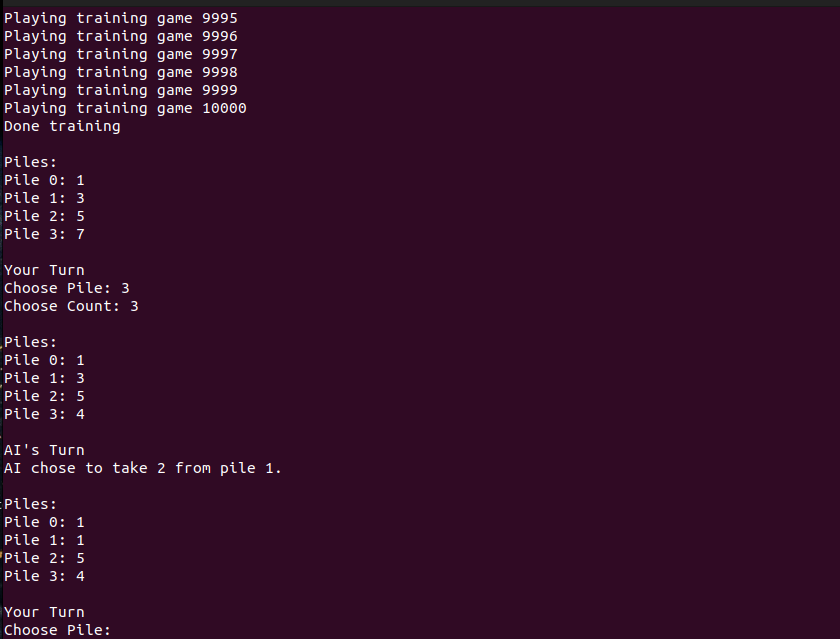 Playing training game 9995
Playing training game 9996
Playing training game 9997
Playing training game 9998
Playing training game 9999
Playing training game 10000
Done training
Piles:
Pile 0: 1
Pile 1: 3
Pile 2: 5
Pile 3: 7
Your Turn
Choose Pile: 3
Choose Count: 3
Piles:
Pile 0: 1
Pile 1: 3
Pile 2: 5
Pile 3: 4
AI's Turn
AI chose to take 2 from pile 1.
Piles:
Pile 0: 1
Pile 1: 1
Pile 2: 5
Pile 3: 4
Your Turn
Choose Pile: